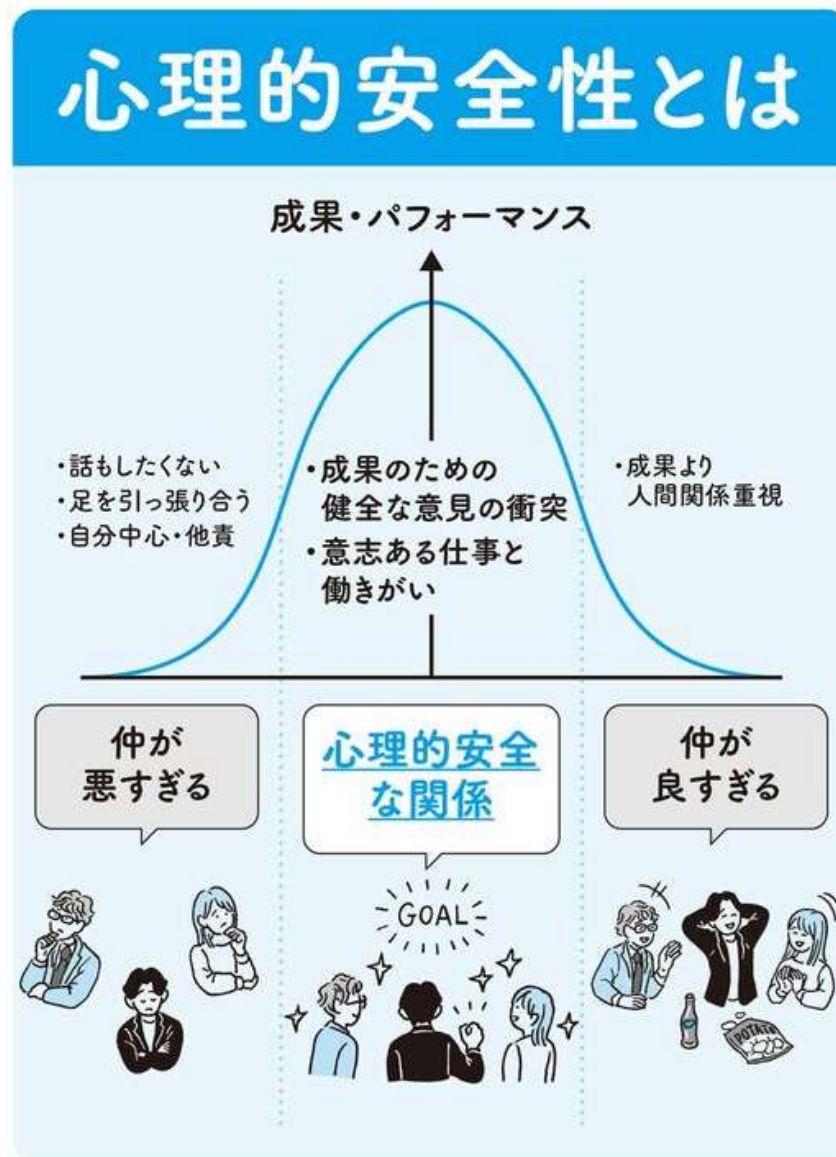 心理的安全性とは
成果・パフォーマンス
・話もしたくない
・足を引っ張り合う
・自分中心・他責
・成果のための
健全な意見の衝突
・意志ある仕事と
働きがい
・成果より
人間関係重視
仲が
悪すぎる
心理的安全
な関係
仲が
良すぎる
GOAL
POTATO